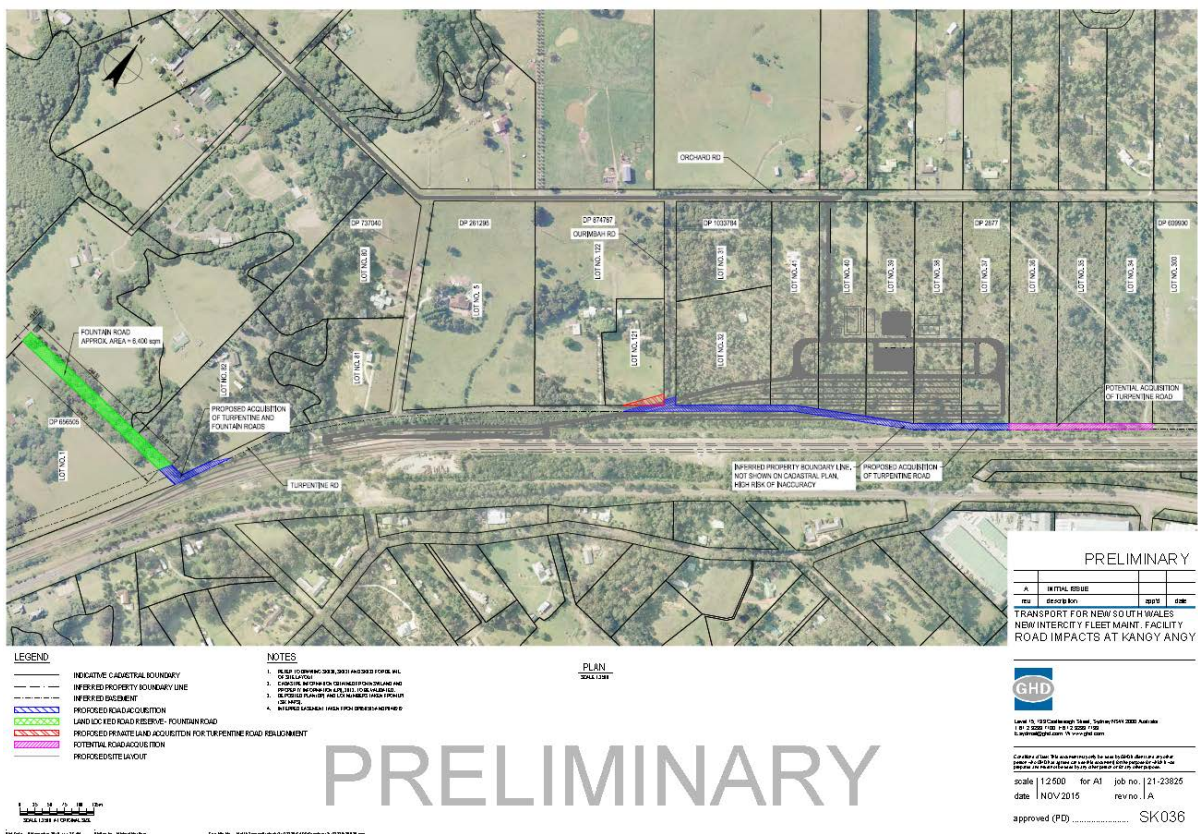 ORCHARD RD
DP 737040
DP 261295
DP 874787
OURIMBAH RD
DP 1033784
DP 2877
LOT NO. 80
LOT NO. 5
LOT NO. 122
LOT NO. 31
LOT NO. 41
LOT NO. 40
LOT NO. 39
LOT NO. 38
LOT NO. 37
LOT NO. 36
LOT NO. 35
LOT NO. 34
LOT NO. 300
FOUNTAIN ROAD
APPROX. AREA = 6,400 sqm
LOT NO. 82
LOT NO. 81
LOT NO. 121
LOT NO. 32
POTENTIAL ACQUISITION
OF TURPENTINE ROAD
PROPOSED ACQUISITION
OF TURPENTINE AND
FOUNTAIN ROADS
DP 656505
LOT NO. 1
TURPENTINE RD
INFERRED PROPERTY BOUNDARY LINE,
NOT SHOWN ON CADASTRAL PLAN,
HIGH RISK OF INACCURACY
PROPOSED ACQUISITION
OF TURPENTINE ROAD
PRELIMINARY
A INITIAL ISSUE
rev description app'd date
TRANSPORT FOR NEW SOUTH WALES
NEW INTERCITY FLEET MAINT. FACILITY
ROAD IMPACTS AT KANGY ANGY
GHD
scale 1:2500 for A1 job no. 21-23825
date NOV 2015 rev no. A
approved (PD) SK036
LEGEND
INDICATIVE CADASTRAL BOUNDARY
INFERRED PROPERTY BOUNDARY LINE
INFERRED EASEMENT
PROPOSED ROAD ACQUISITION
LAND LOCKED ROAD RESERVE - FOUNTAIN ROAD
PROPOSED PRIVATE LAND ACQUISITION FOR TURPENTINE ROAD REALIGNMENT
POTENTIAL ROAD ACQUISITION
PROPOSED SITE LAYOUT
NOTES
PLAN
PRELIMINARY